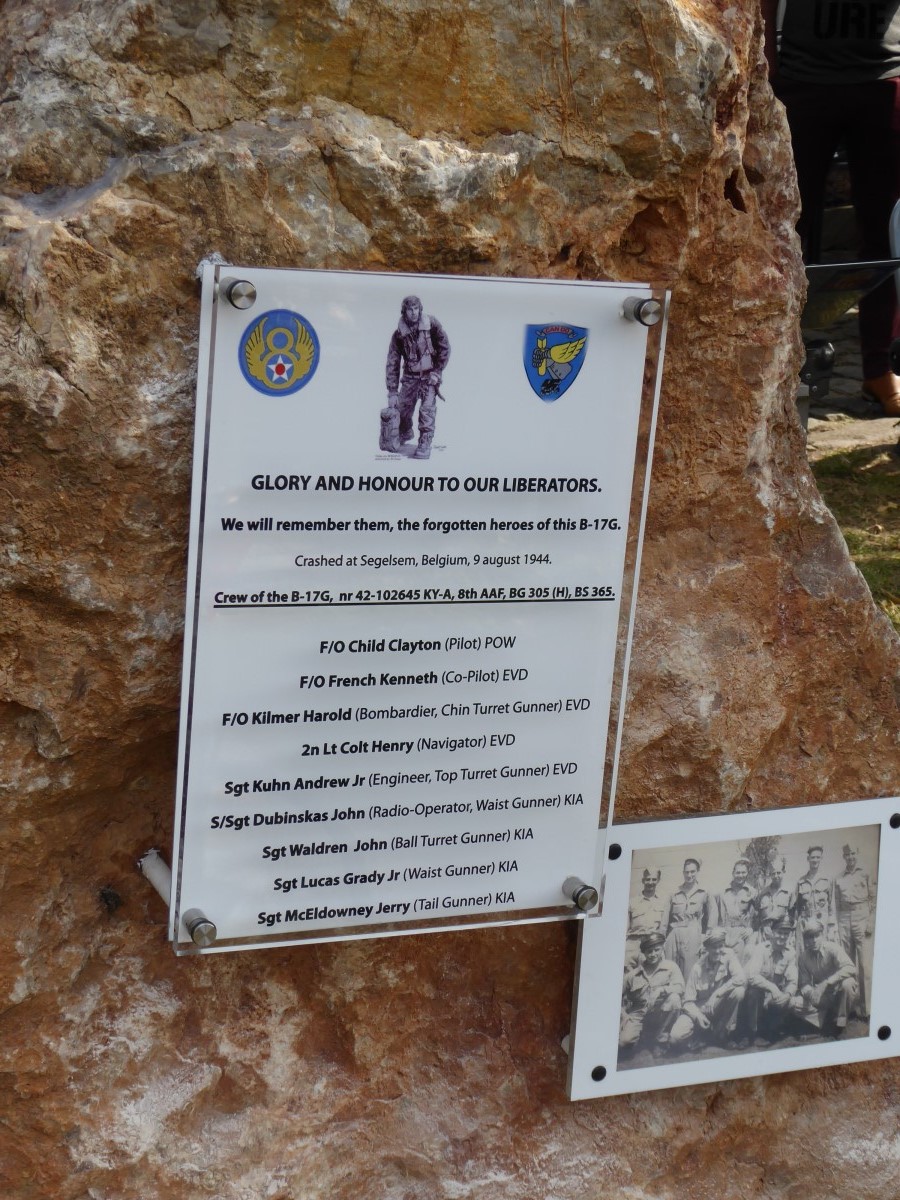 URE
GLORY AND HONOUR TO OUR LIBERATORS.
We will remember them, the forgotten heroes of this B-17G.
Crashed at Segelsem, Belgium, 9 august 1944.
Crew of the B-17G, nr 42-102645 KY-A, 8th AAF, BG 305 (H), BS 365.
F/O Child Clayton (Pilot) POW
F/O French Kenneth (Co-Pilot) EVD
F/O Kilmer Harold (Bombardier, Chin Turret Gunner) EVD
2n Lt Colt Henry (Navigator) EVD
Sgt Kuhn Andrew Jr (Engineer, Top Turret Gunner) EVD
S/Sgt Dubinskas John (Radio-Operator, Waist Gunner) KIA
Sgt Waldren John (Ball Turret Gunner) KIA
Sgt Lucas Grady Jr (Waist Gunner) KIA
Sgt McEldowney Jerry (Tail Gunner) KIA